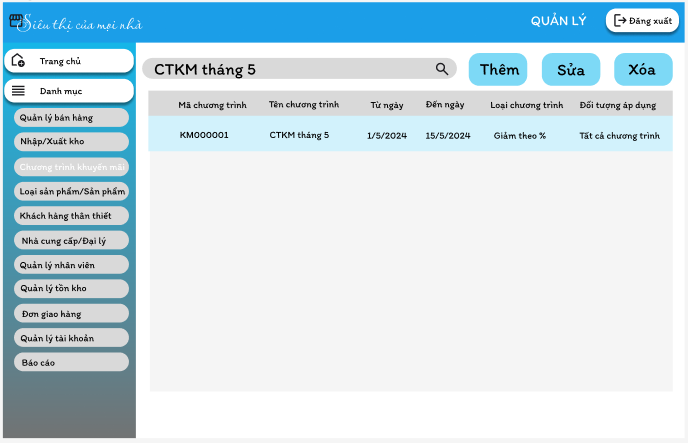 Siêu thị của mọi nhà
QUẢN LÝ
Đăng xuất
Trang chủ
Danh mục
Quản lý bán hàng
Nhập/Xuất kho
Chương trình khuyến mãi
Loại sản phẩm/Sản phẩm
Khách hàng thân thiết
Nhà cung cấp/Đại lý
Quản lý nhân viên
Quản lý tồn kho
Đơn giao hàng
Quản lý tài khoản
Báo cáo
CTKM tháng 5
Thêm
Sửa
Xóa
Mã chương trình Tên chương trình Từ ngày Đến ngày Loại chương trình Đối tượng áp dụng
KM000001 CTKM tháng 5 1/5/2024 15/5/2024 Giảm theo % Tất cả chương trình